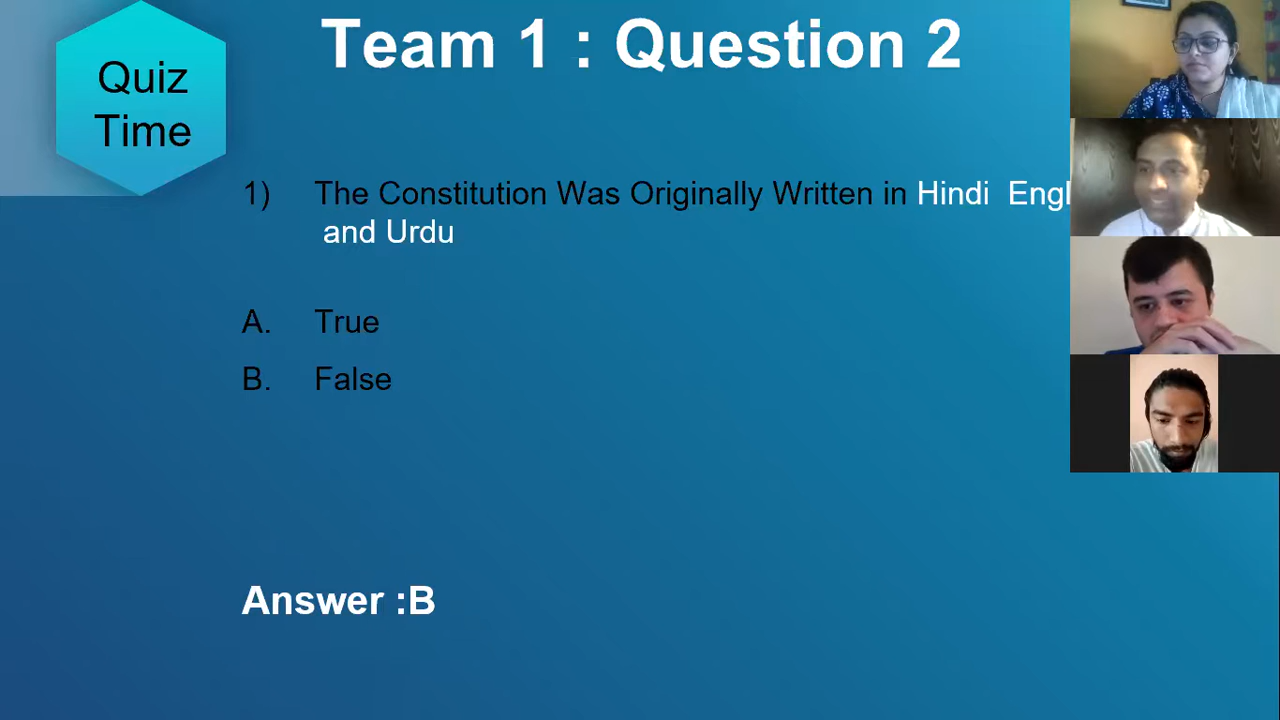 Quiz
Time
Team 1 : Question 2
1) The Constitution Was Originally Written in Hindi
and Urdu
A. True
B. False
Answer :B